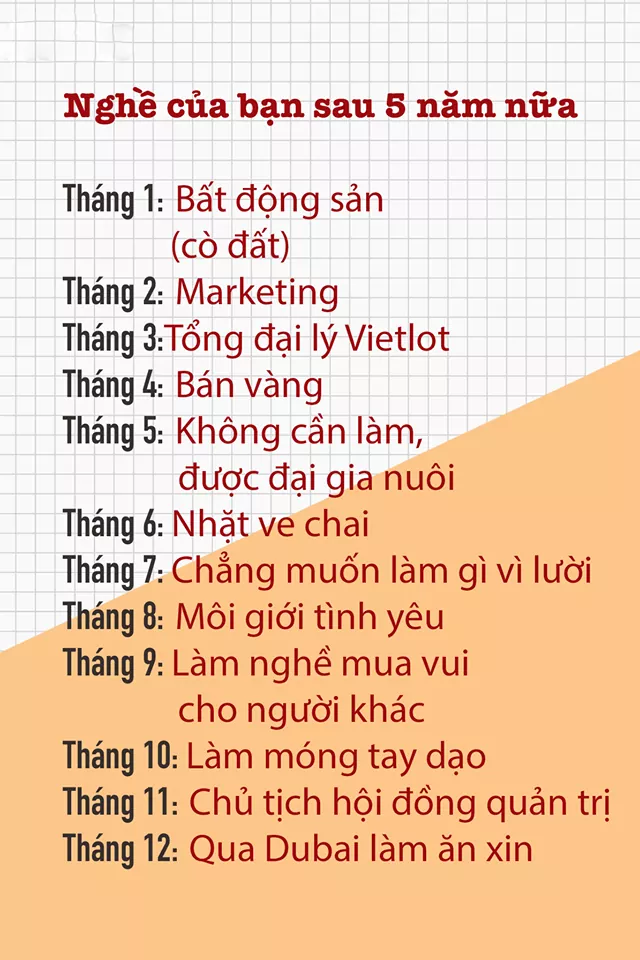 Nghề của bạn sau 5 năm nữa
Tháng 1: Bất động sản
(cò đất)
Tháng 2: Marketing
Tháng 3:Tổng đại lý Vietlot
Tháng 4: Bán vàng
Tháng 5: Không cần làm,
được đại gia nuôi
Tháng 6: Nhặt ve chai
Tháng 7: Chẳng muốn làm gì vì lười
Tháng 8: Môi giới tình yêu
Tháng 9: Làm nghề mua vui
cho người khác
Tháng 10: Làm móng tay dạo
Tháng 11: Chủ tịch hội đồng quản trị
Tháng 12: Qua Dubai làm ăn xin